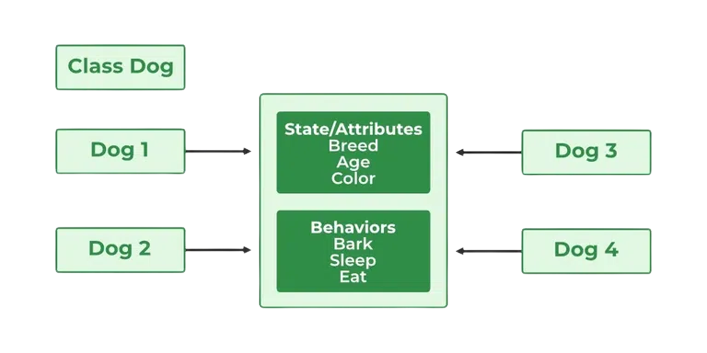 Class Dog
Dog 1
Dog 2
State/Attributes
Breed
Age
Color
Behaviors
Bark
Sleep
Eat
Dog 3
Dog 4